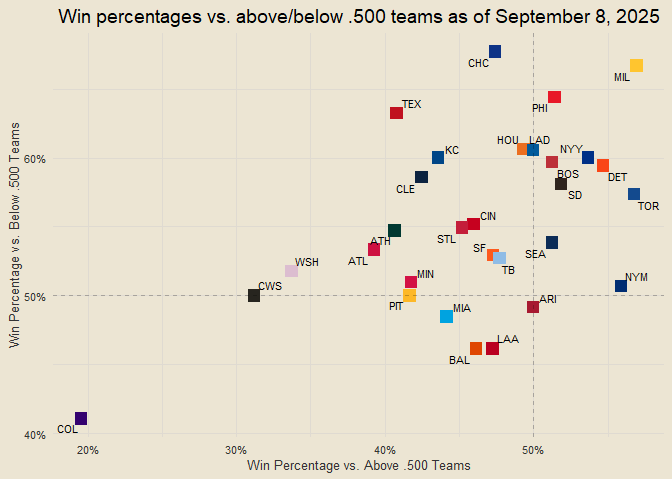 Win percentages vs. above/below .500 teams as of September 8, 2025
CHC
MIL
TEX
PHI
HOU
LAD
KC
NYY
60%
BOS
DET
CLE
SD
TOR
CIN
STL
ATH
SF
SEA
ATL
WSH
TB
MIN
NYM
CWS
50%
PIT
MIA
ARI
LAA
BAL
COL
40%
20%
30%
40%
50%
Win Percentage vs. Above .500 Teams
Win Percentage vs. Below .500 Teams